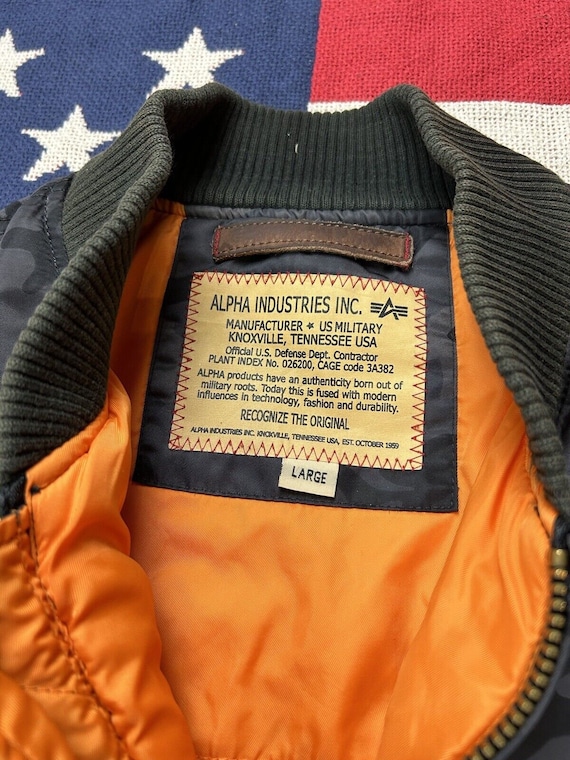 ALPHA INDUSTRIES INC.
MANUFACTURER ★ US MILITARY
KNOXVILLE, TENNESSEE USA
Official U.S. Defense Dept. Contractor
PLANT INDEX No. 026200, CAGE code 3A382
ALPHA products have an authenticity born out of
military roots. Today this is fused with modern
influences in technology, fashion and durability.
RECOGNIZE THE ORIGINAL
ALPHA INDUSTRIES INC. KNOXVILLE, TENNESSEE USA, EST. OCTOBER 1959
LARGE